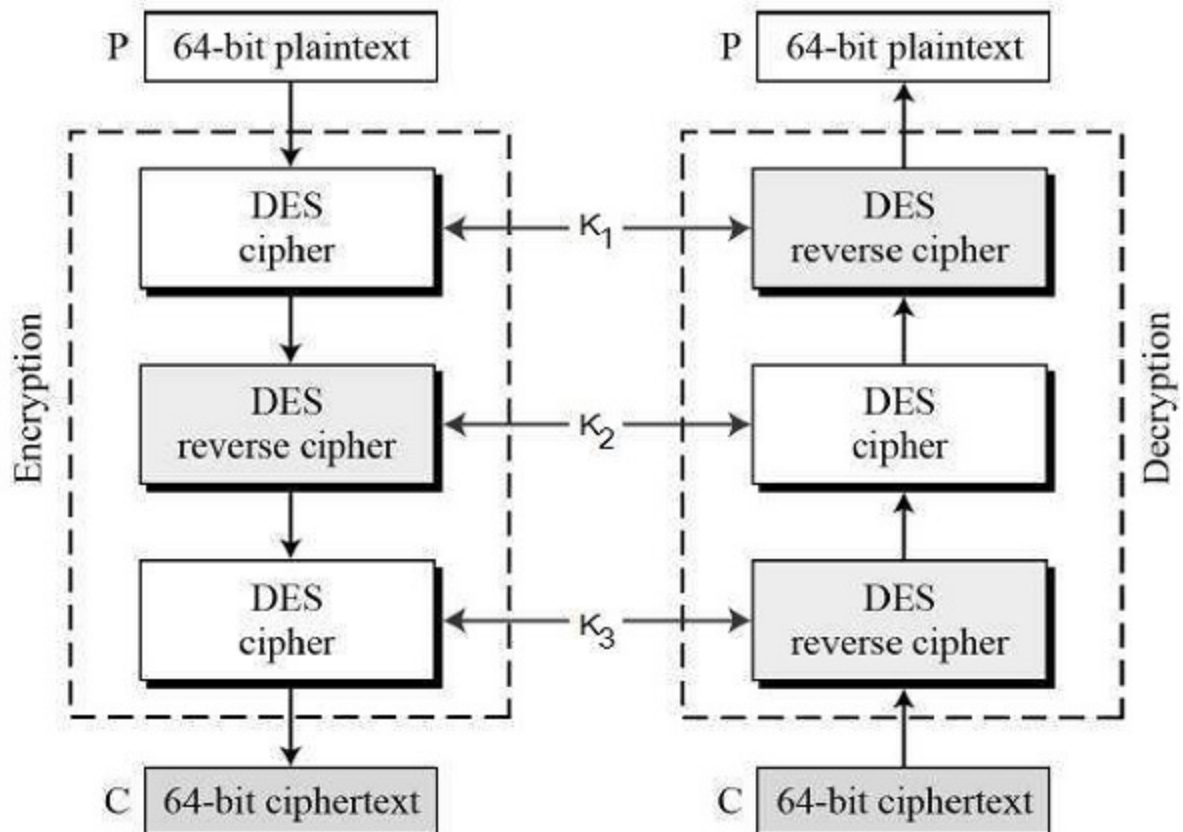 P
64-bit plaintext
DES
cipher
DES
reverse cipher
DES
cipher
C
64-bit ciphertext
Encryption
K1
K2
K3
P
64-bit plaintext
DES
reverse cipher
DES
cipher
DES
reverse cipher
C
64-bit ciphertext
Decryption